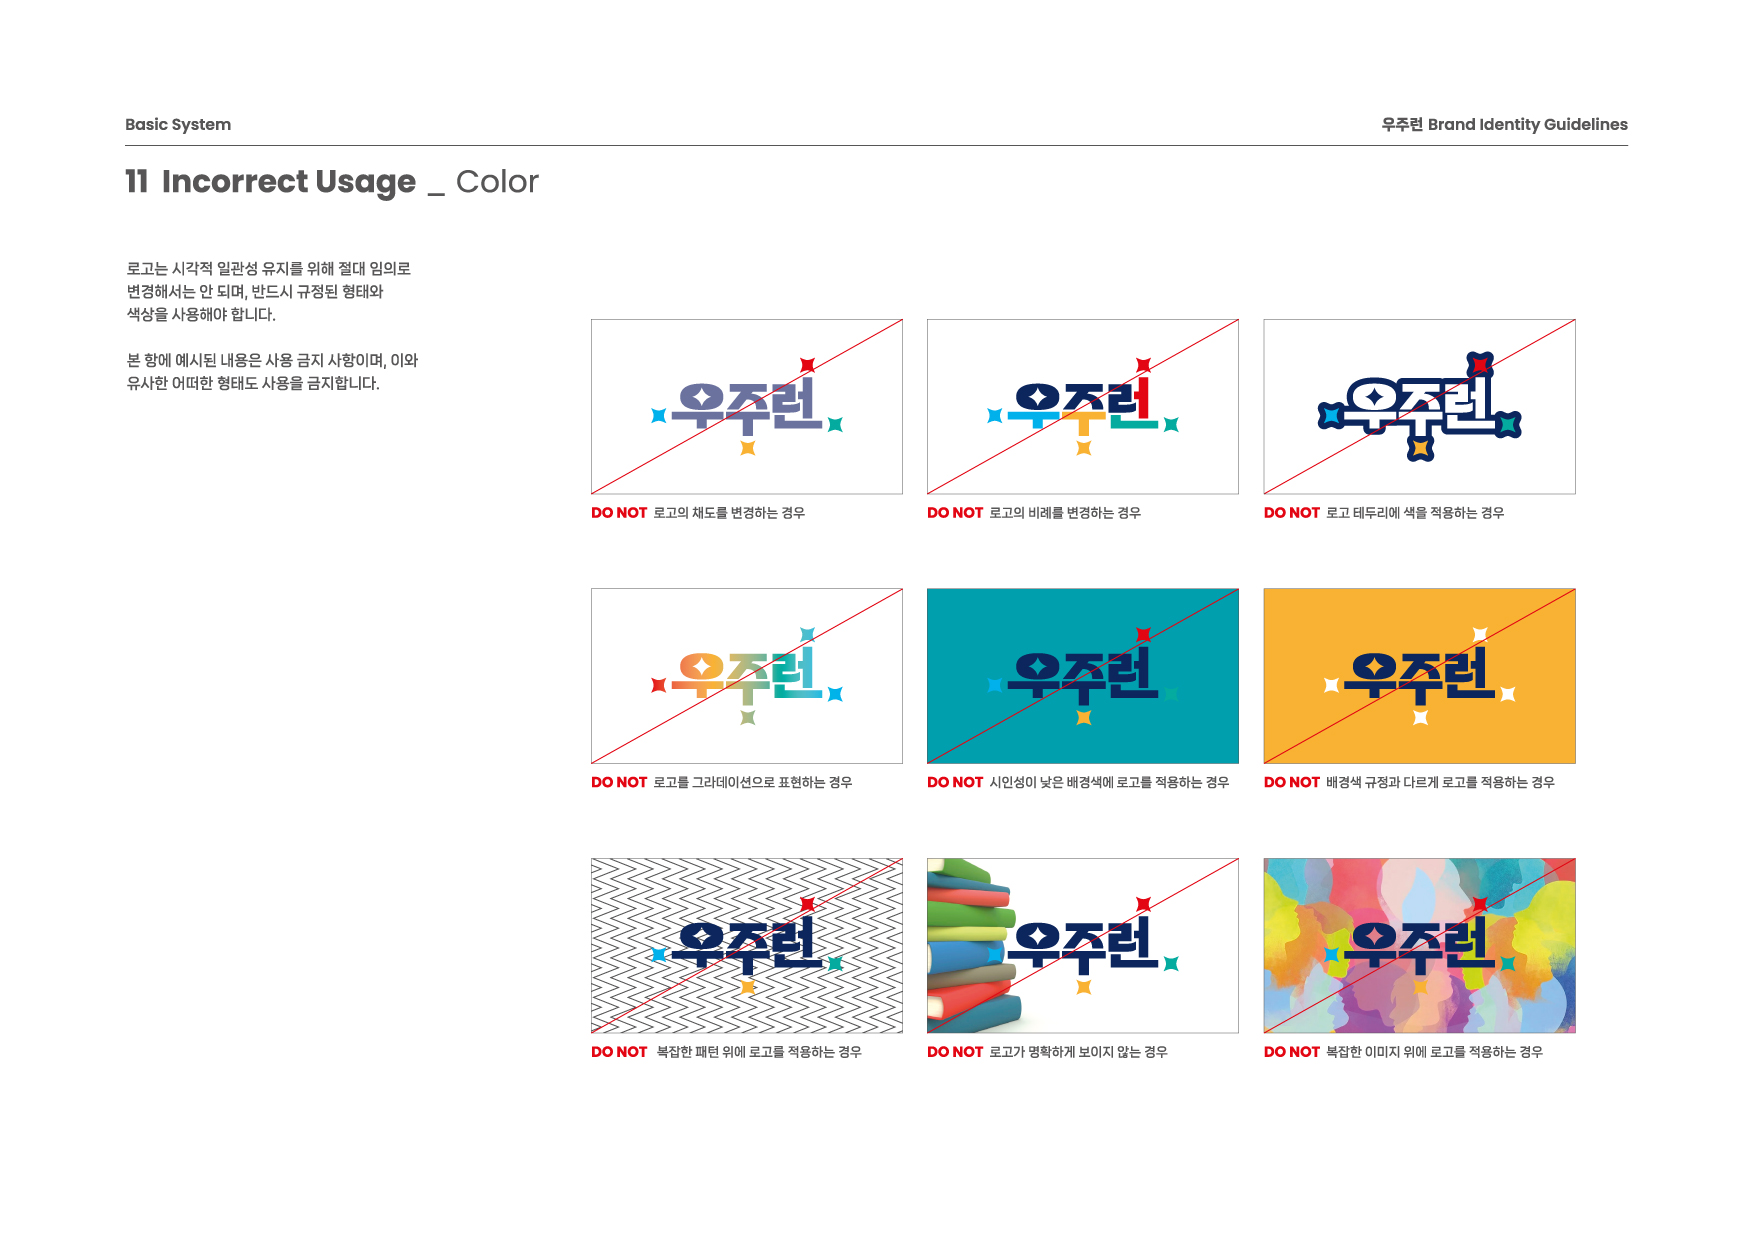 Basic System
우주런 Brand Identity Guidelines
11 Incorrect Usage _ Color
로고는 시각적 일관성 유지를 위해 절대 임의로
변경해서는 안 되며, 반드시 규정된 형태와
색상을 사용해야 합니다.
본 항에 예시된 내용은 사용 금지 사항이며, 이와
유사한 어떠한 형태도 사용을 금지합니다.
우주런
우주런
우주런
DO NOT 로고의 채도를 변경하는 경우
DO NOT 로고의 비례를 변경하는 경우
DO NOT 로고 테두리에 색을 적용하는 경우
우주런
우주런
우주런
DO NOT 로고를 그라데이션으로 표현하는 경우
DO NOT 시인성이 낮은 배경색에 로고를 적용하는 경우
DO NOT 배경색 규정과 다르게 로고를 적용하는 경우
우주런
우주런
우주런
DO NOT 복잡한 패턴 위에 로고를 적용하는 경우
DO NOT 로고가 명확하게 보이지 않는 경우
DO NOT 복잡한 이미지 위에 로고를 적용하는 경우